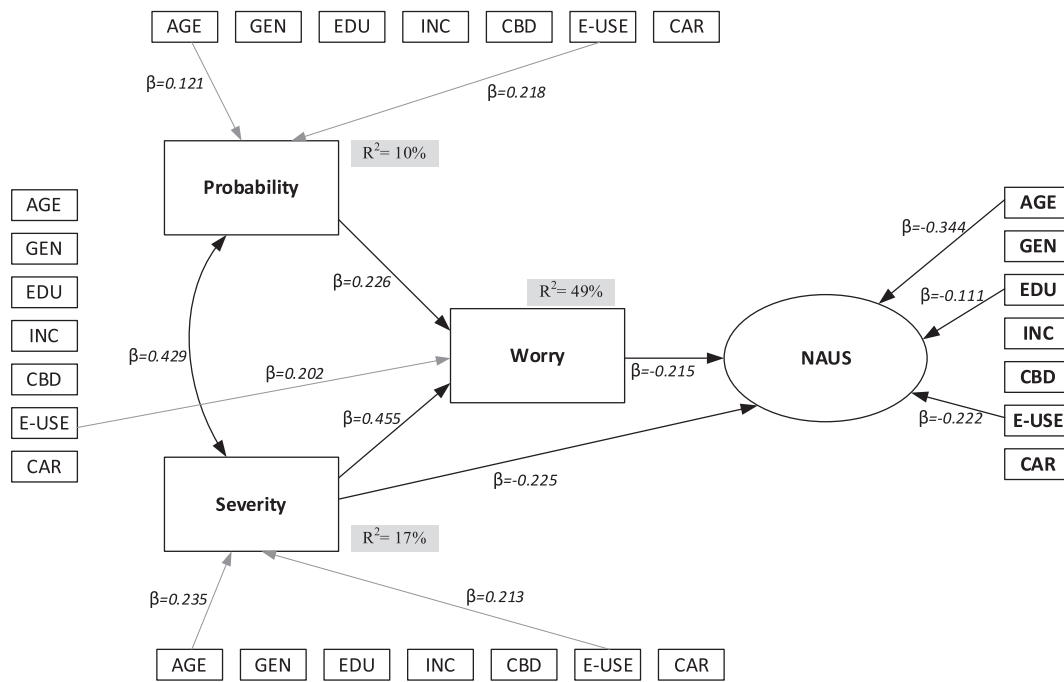 AGE GEN EDU INC CBD E-USE CAR
β=0.121
β=0.218
R²= 10%
Probability
AGE
GEN
EDU
INC
CBD
E-USE
CAR
β=0.429
β=0.226
β=0.202
R²= 49%
Worry
β=0.455
β=-0.215
β=-0.225
NAUS
β=-0.344
β=-0.111
β=-0.222
AGE
GEN
EDU
INC
CBD
E-USE
CAR
Severity
R²= 17%
β=0.235
β=0.213
AGE GEN EDU INC CBD E-USE CAR